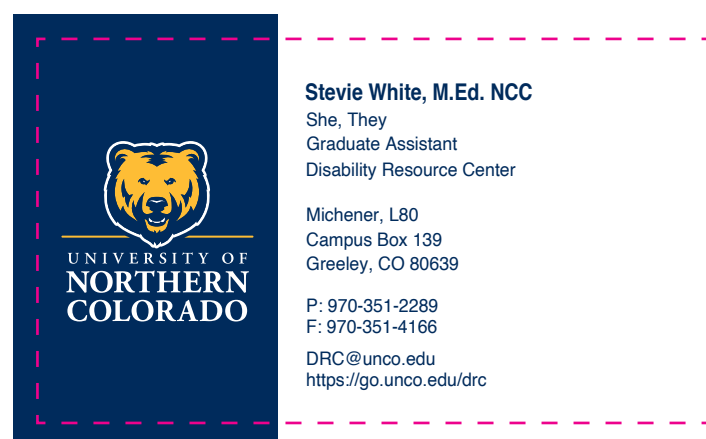 UNIVERSITY OF
NORTHERN
COLORADO
Stevie White, M.Ed. NCC
She, They
Graduate Assistant
Disability Resource Center
Michener, L80
Campus Box 139
Greeley, CO 80639
P: 970-351-2289
F: 970-351-4166
DRC@unco.edu
https://go.unco.edu/drc